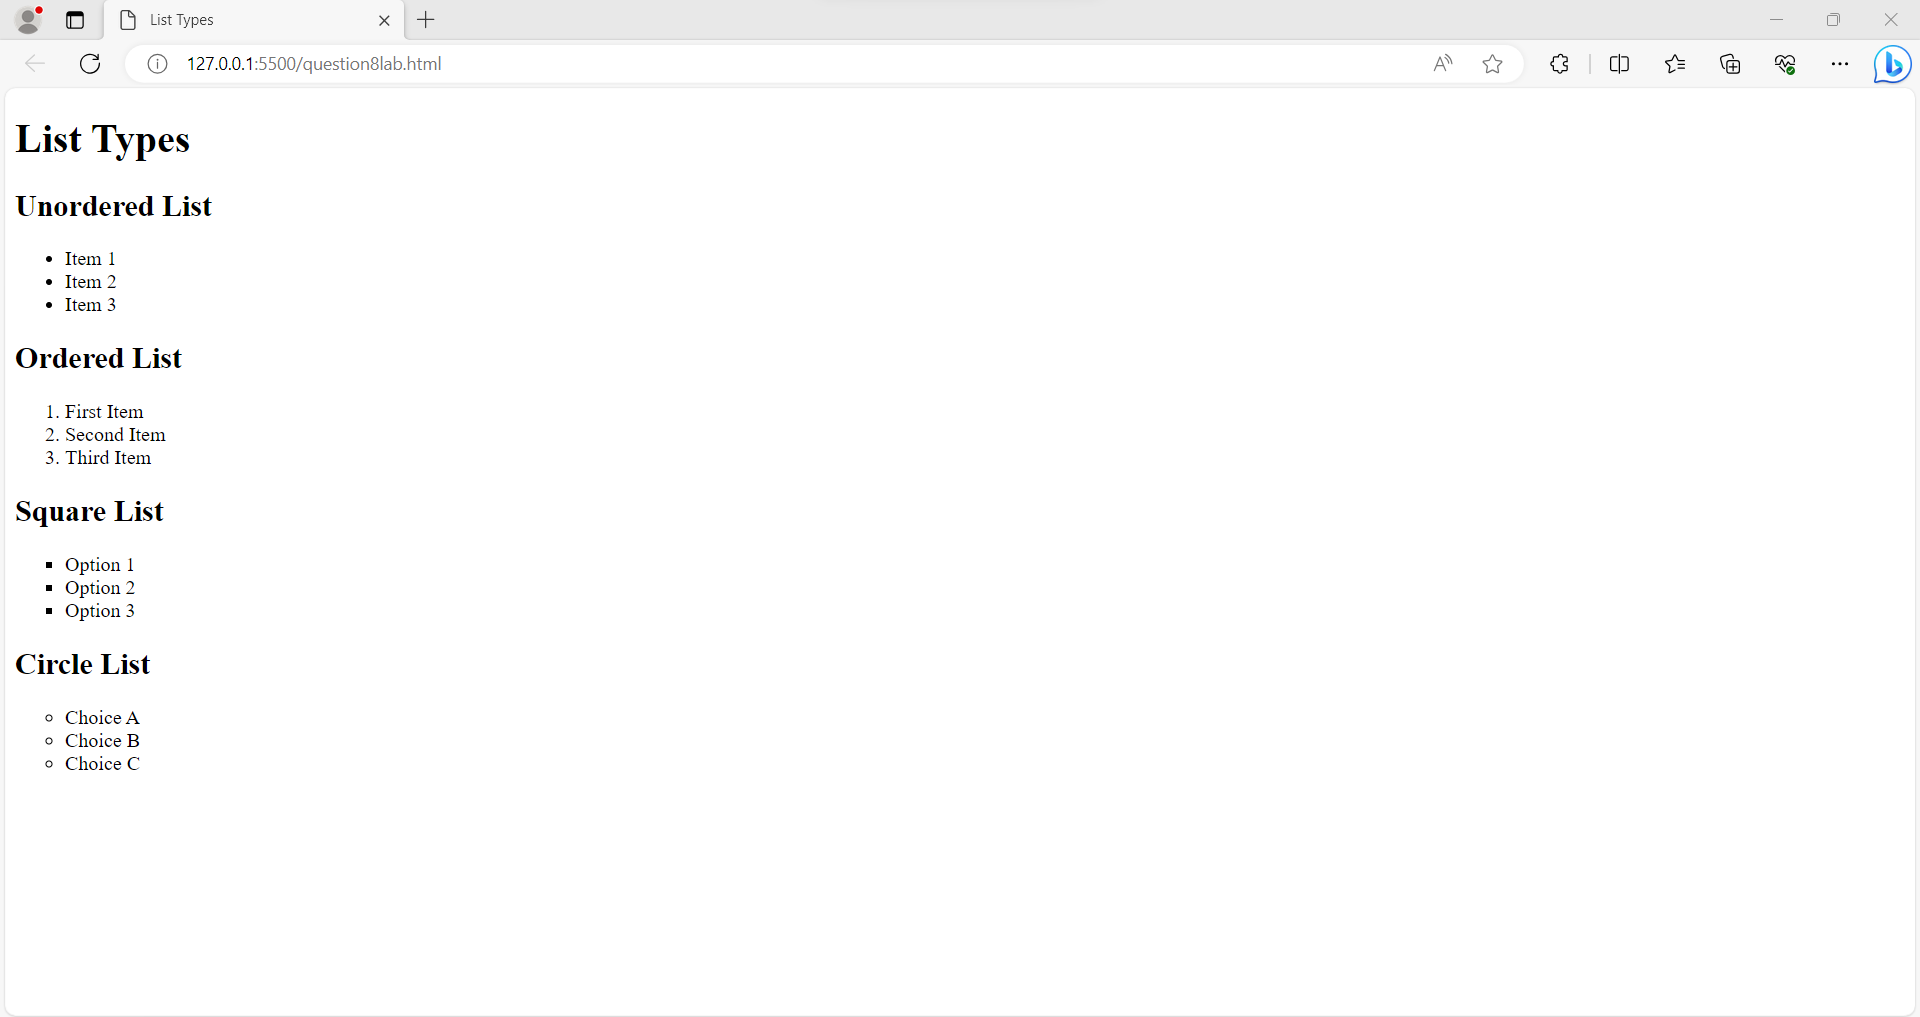 List Types
127.0.0.1:5500/question8lab.html
List Types
Unordered List
• Item 1
• Item 2
• Item 3
Ordered List
1. First Item
2. Second Item
3. Third Item
Square List
▪ Option 1
▪ Option 2
▪ Option 3
Circle List
◦ Choice A
◦ Choice B
◦ Choice C